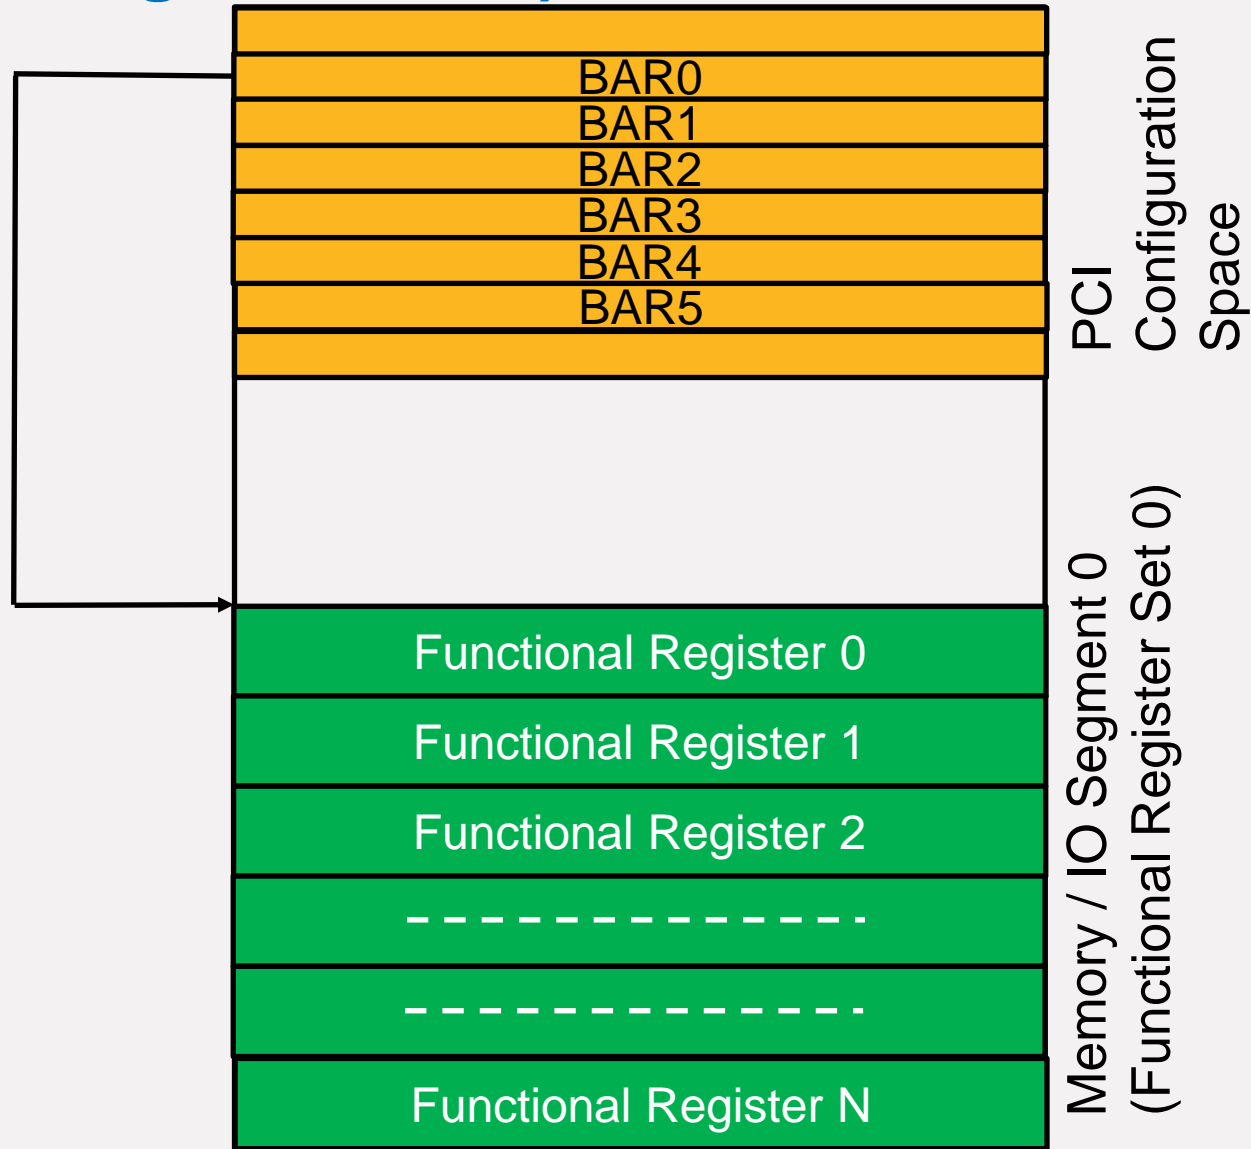 BAR0
BAR1
BAR2
BAR3
BAR4
BAR5
PCI
Configuration
Space
Functional Register 0
Functional Register 1
Functional Register 2
Functional Register N
Memory / IO Segment 0
(Functional Register Set 0)